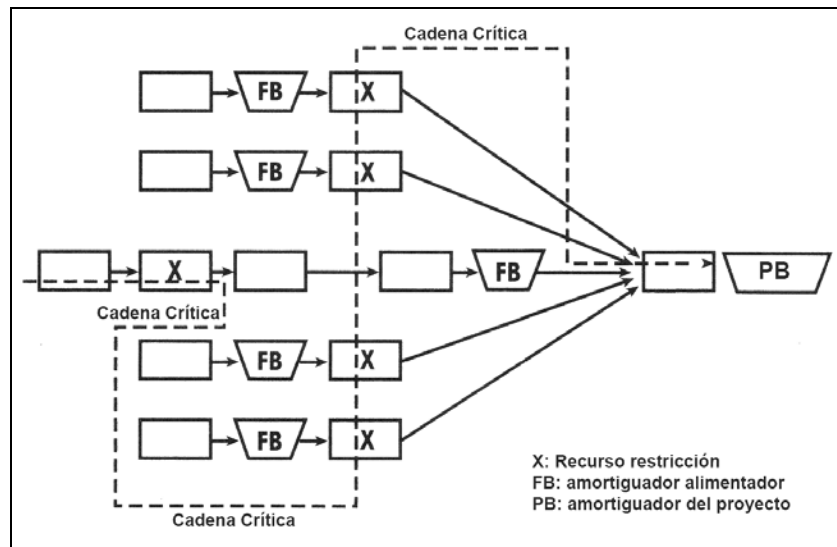 Cadena Crítica
FB X
FB X
X FB PB
Cadena Crítica
FB X
FB X
Cadena Crítica
X: Recurso restricción
FB: amortiguador alimentador
PB: amortiguador del proyecto